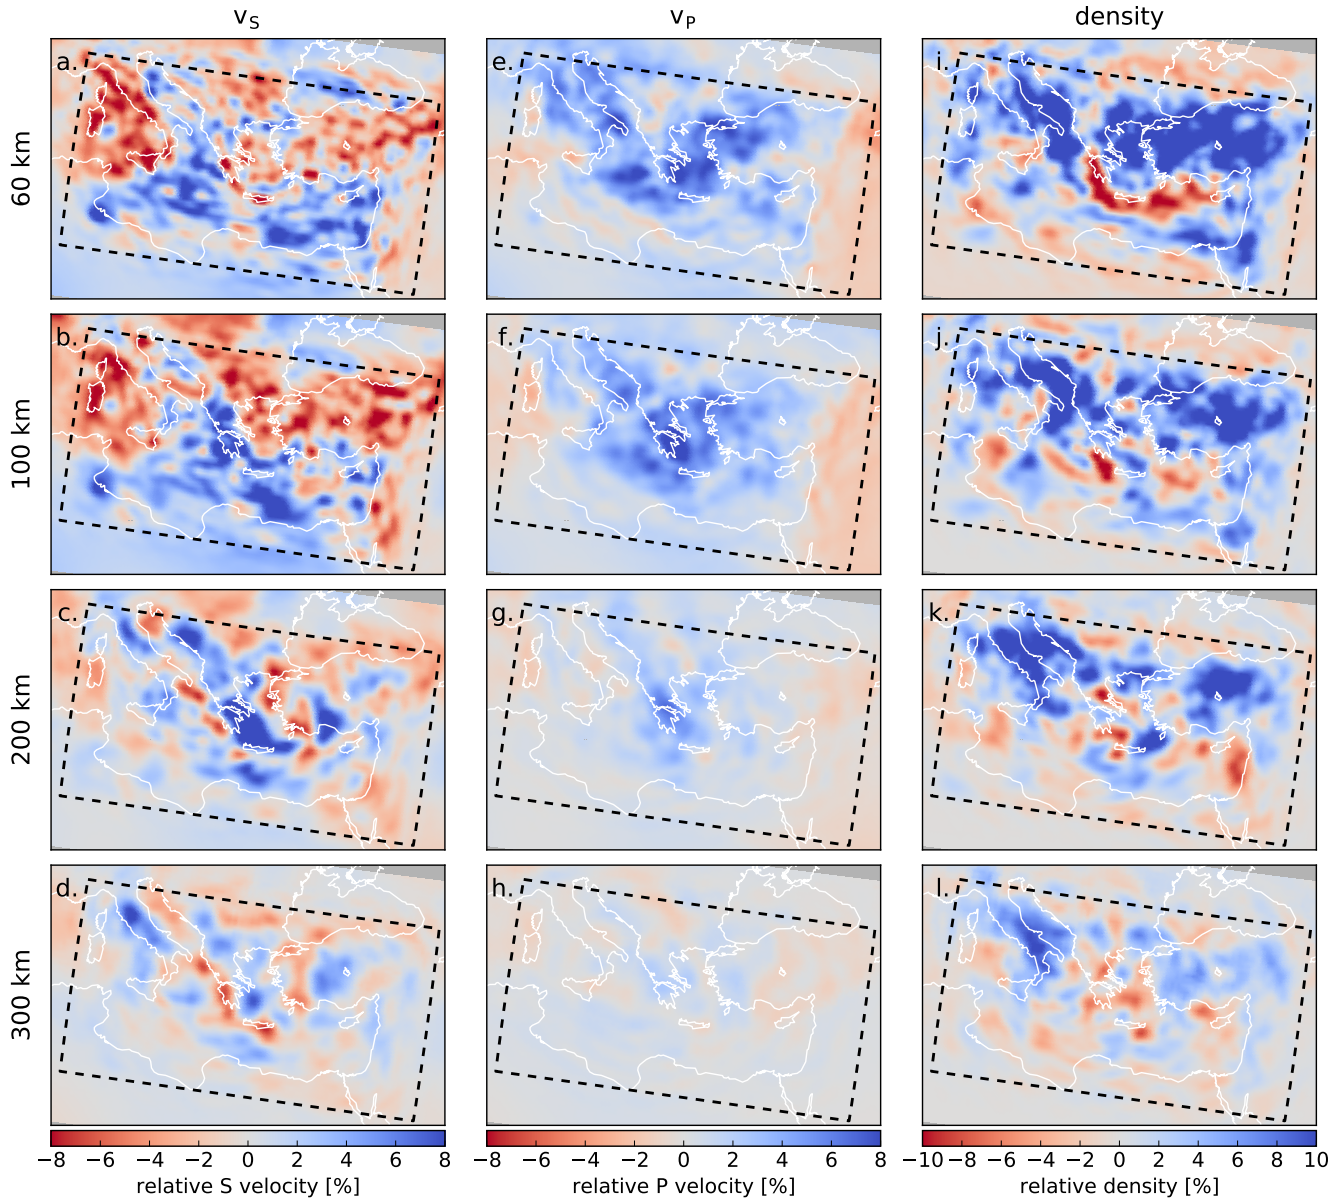 v_S v_P density
60 km
a. e. i.
100 km
b. f. j.
200 km
c. g. k.
300 km
d. h. l.
−8 −6 −4 −2 0 2 4 6 8 −8 −6 −4 −2 0 2 4 6 8 −10 −8 −6 −4 −2 0 2 4 6 8 10
relative S velocity [%] relative P velocity [%] relative density [%]